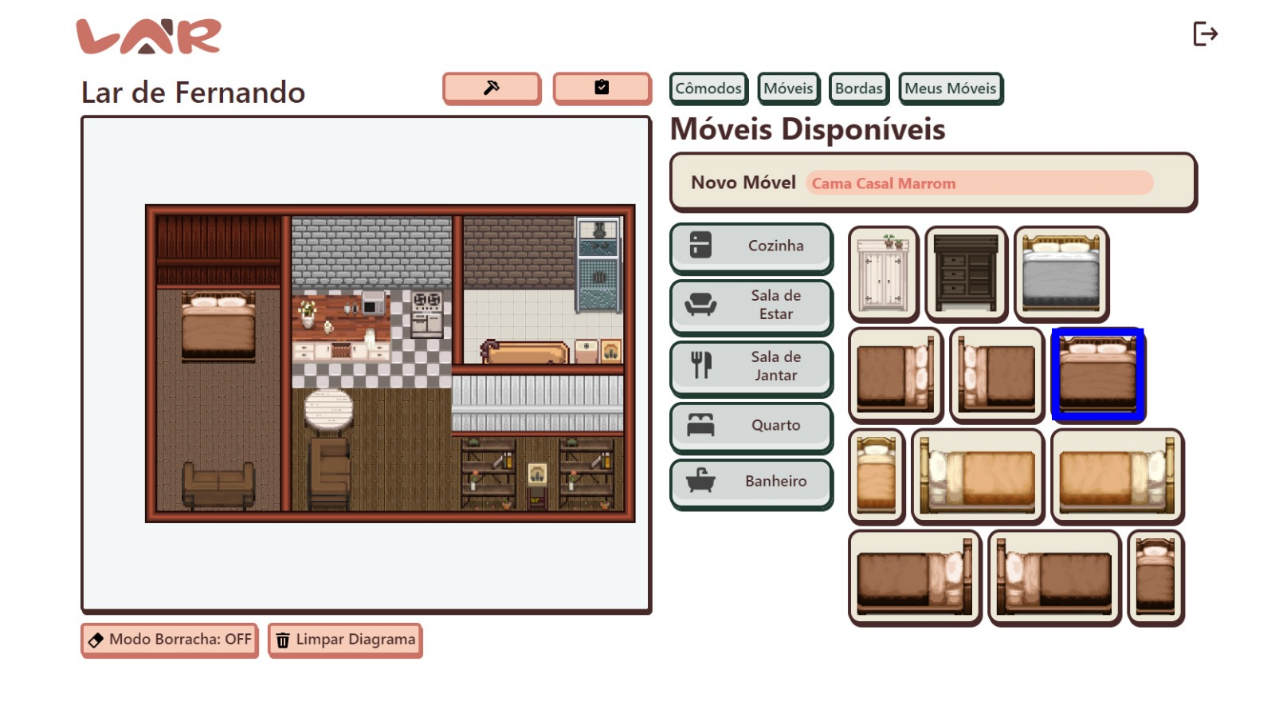 LAR
Lar de Fernando
Cômodos
Móveis
Bordas
Meus Móveis
Móveis Disponíveis
Novo Móvel
Cama Casal Marrom
Cozinha
Sala de
Estar
Sala de
Jantar
Quarto
Banheiro
Modo Borracha: OFF
Limpar Diagrama